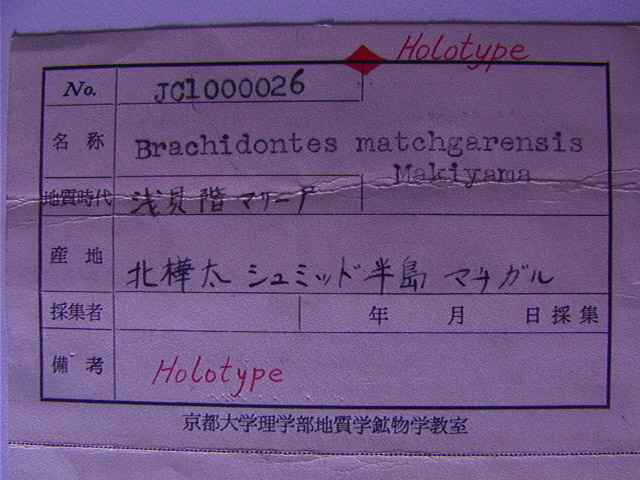 Holotype
No. JC1000026
名称 Brachidontes matchgarensis
Makiyama
地質時代 浅貝階 マリーア
産地 北樺太 シュミッド半島 マチガル
採集者 年 月 日採集
備考 Holotype
京都大学理学部地質学鉱物学教室